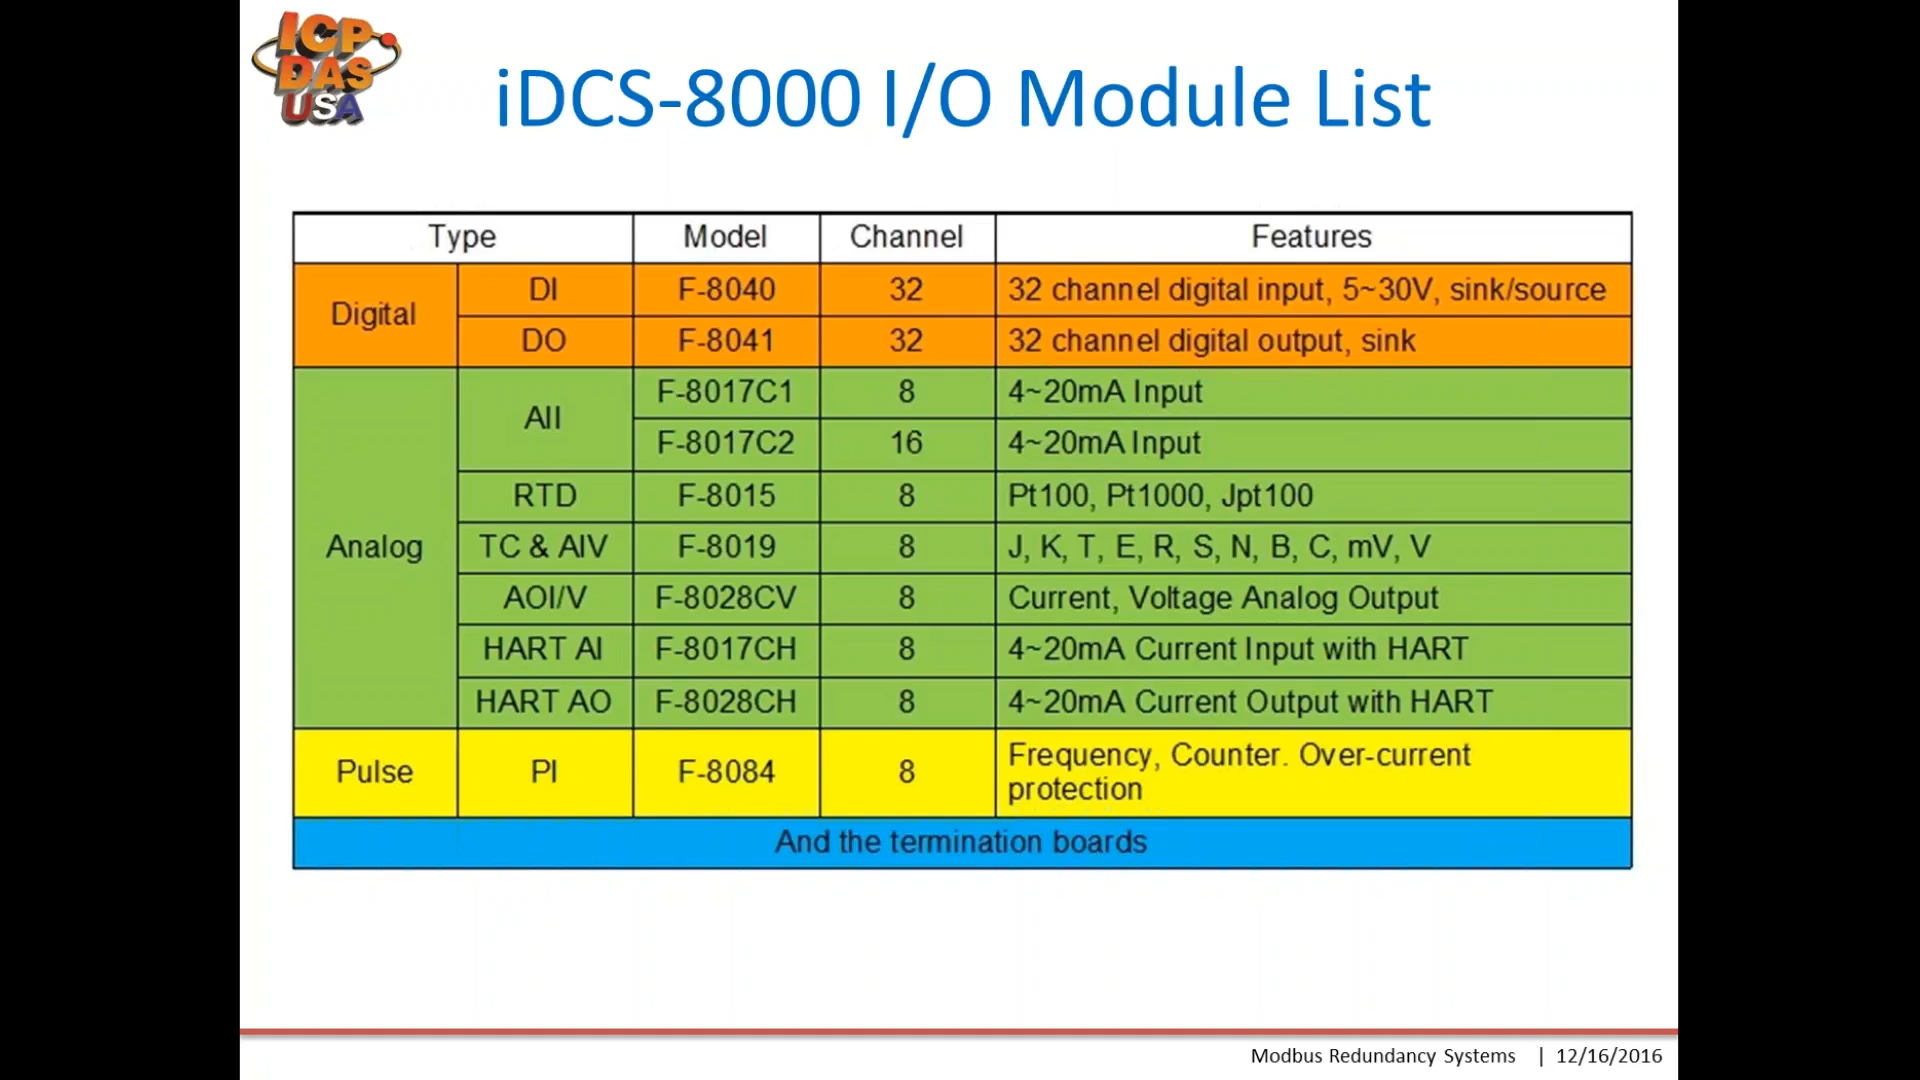 ICP
DAS
USA
iDCS-8000 I/O Module List
Type Model Channel Features
Digital DI F-8040 32 32 channel digital input, 5~30V, sink/source
DO F-8041 32 32 channel digital output, sink
Analog AII F-8017C1 8 4~20mA Input
F-8017C2 16 4~20mA Input
RTD F-8015 8 Pt100, Pt1000, Jpt100
TC & AIV F-8019 8 J, K, T, E, R, S, N, B, C, mV, V
AOI/V F-8028CV 8 Current, Voltage Analog Output
HART AI F-8017CH 8 4~20mA Current Input with HART
HART AO F-8028CH 8 4~20mA Current Output with HART
Pulse PI F-8084 8 Frequency, Counter. Over-current
protection
And the termination boards
Modbus Redundancy Systems | 12/16/2016